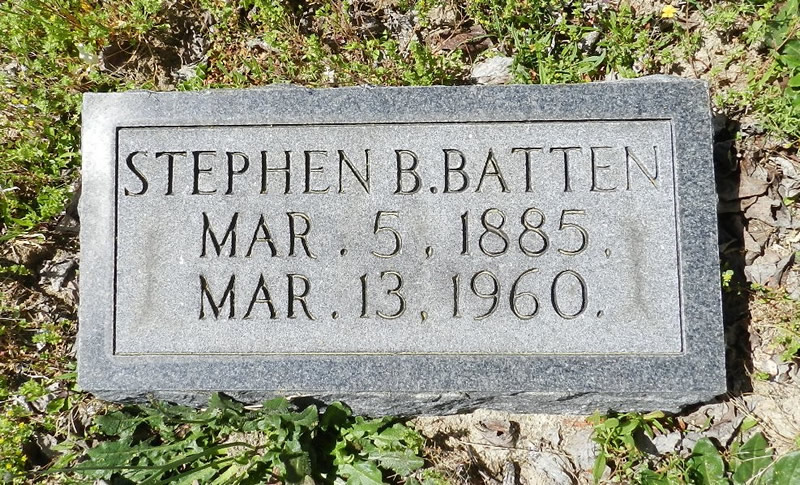 STEPHEN B. BATTEN
MAR. 5, 1885.
MAR. 13, 1960.